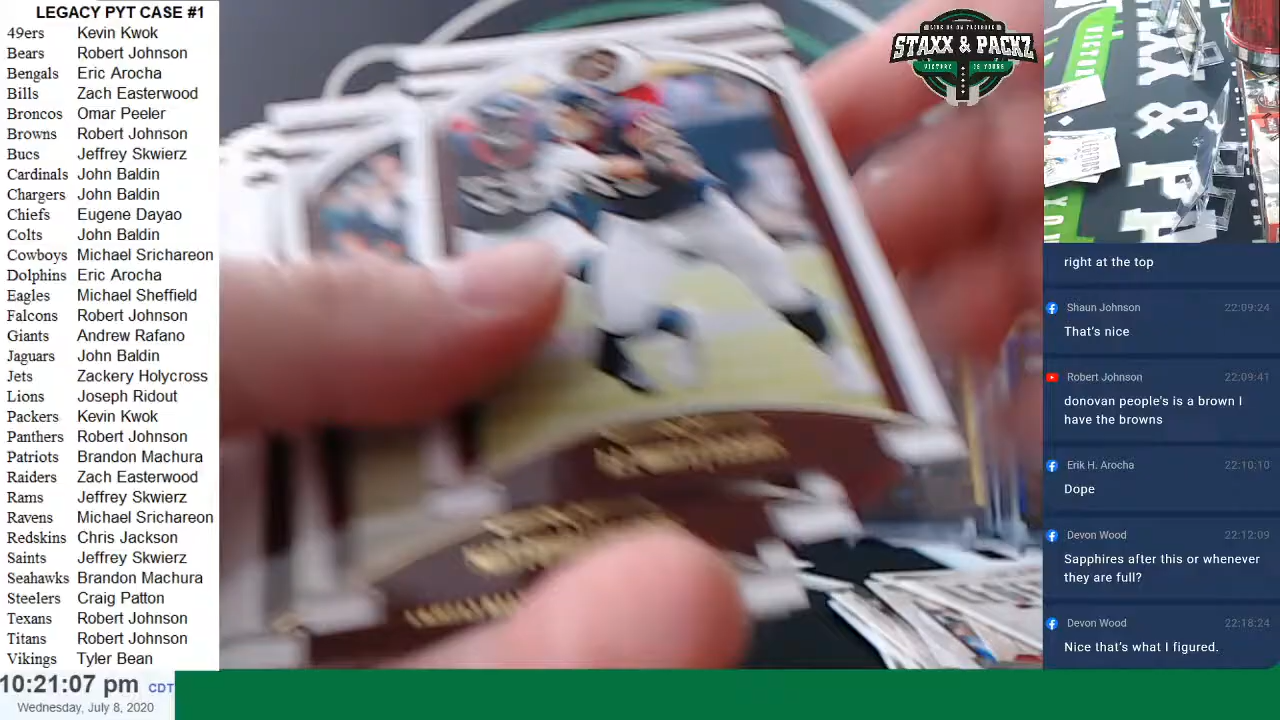 LEGACY PYT CASE #1
49ers Kevin Kwok
Bears Robert Johnson
Bengals Eric Arocha
Bills Zach Easterwood
Broncos Omar Peeler
Browns Robert Johnson
Bucs Jeffrey Skwierz
Cardinals John Baldin
Chargers John Baldin
Chiefs Eugene Dayao
Colts John Baldin
Cowboys Michael Srichareon
Dolphins Eric Arocha
Eagles Michael Sheffield
Falcons Robert Johnson
Giants Andrew Rafano
Jaguars John Baldin
Jets Zackery Holycross
Lions Joseph Ridout
Packers Kevin Kwok
Panthers Robert Johnson
Patriots Brandon Machura
Raiders Zach Easterwood
Rams Jeffrey Skwierz
Ravens Michael Srichareon
Redskins Chris Jackson
Saints Jeffrey Skwierz
Seahawks Brandon Machura
Steelers Craig Patton
Texans Robert Johnson
Titans Robert Johnson
Vikings Tyler Bean
10:21:07 pm CDT
Wednesday, July 8, 2020
LIKE US ON FACEBOOK
STAXX & PACKZ
VICTORY IS YOURS
right at the top
Shaun Johnson 22:09:24
That's nice
Robert Johnson 22:09:41
donovan people's is a brown I
have the browns
Erik H. Arocha 22:10:10
Dope
Devon Wood 22:12:09
Sapphires after this or whenever
they are full?
Devon Wood 22:18:24
Nice that's what I figured.